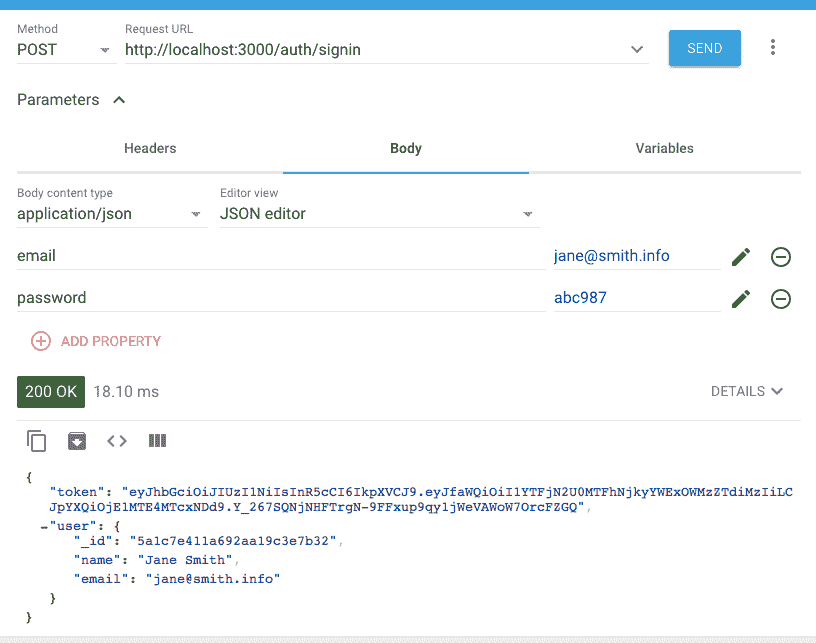 Method
Request URL
POST
http://localhost:3000/auth/signin
SEND
Parameters
Headers
Body
Variables
Body content type
Editor view
application/json
JSON editor
email
jane@smith.info
password
abc987
ADD PROPERTY
200 OK
18.10 ms
DETAILS
{
"token": "eyJhbGciOiJIUzI1NiIsInR5cCI6IkpXVCJ9.eyJfaWQiOiI1YTFjN2U0MTFhNjkyYWExOWMzZTdiMzIiLC
JpYXQiOjE1MTE4MTcxNDd9.Y_267SQNjNHFTrgN-9FFxup9qy1jWeVAWoW7OrcFZGQ",
"user": {
"_id": "5a1c7e411a692aa19c3e7b32",
"name": "Jane Smith",
"email": "jane@smith.info"
}
}